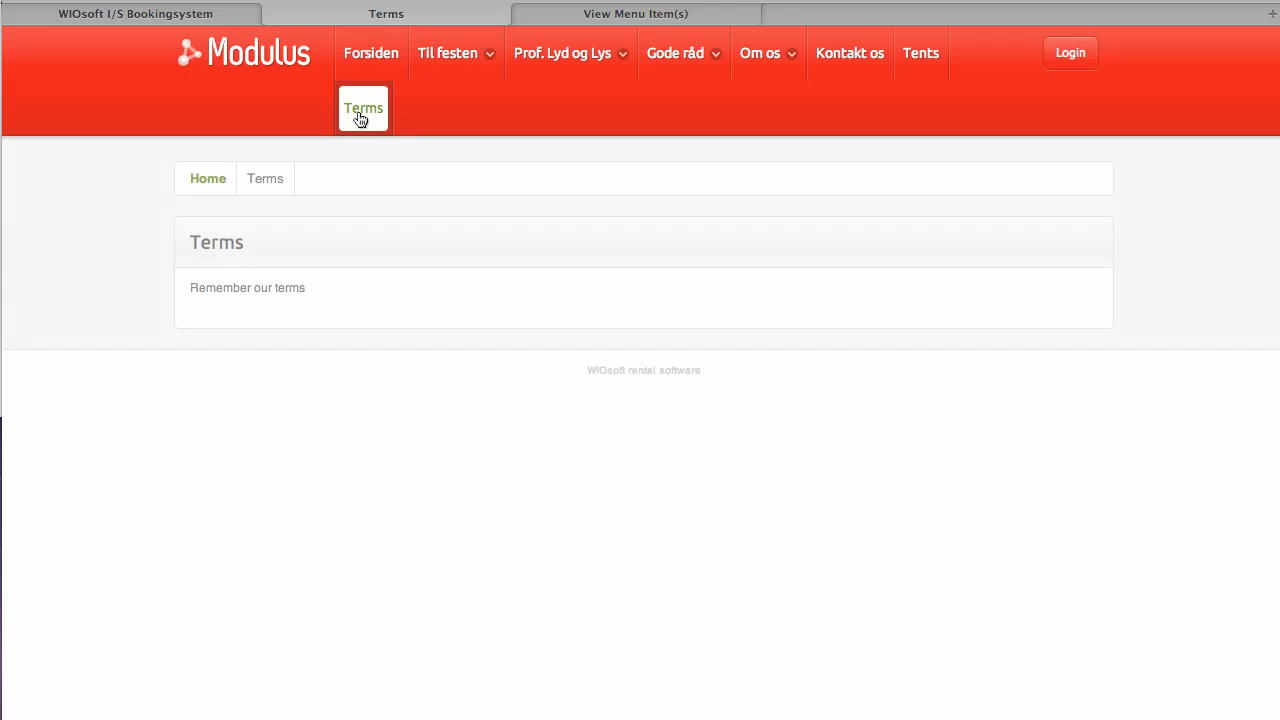 WIOsoft I/S Bookingsystem Terms View Menu Item(s) +
Modulus Forsiden Til festen Prof. Lyd og Lys Gode råd Om os Kontakt os Tents Login
Terms
Home Terms
Terms
Remember our terms
WIOsoft rental software